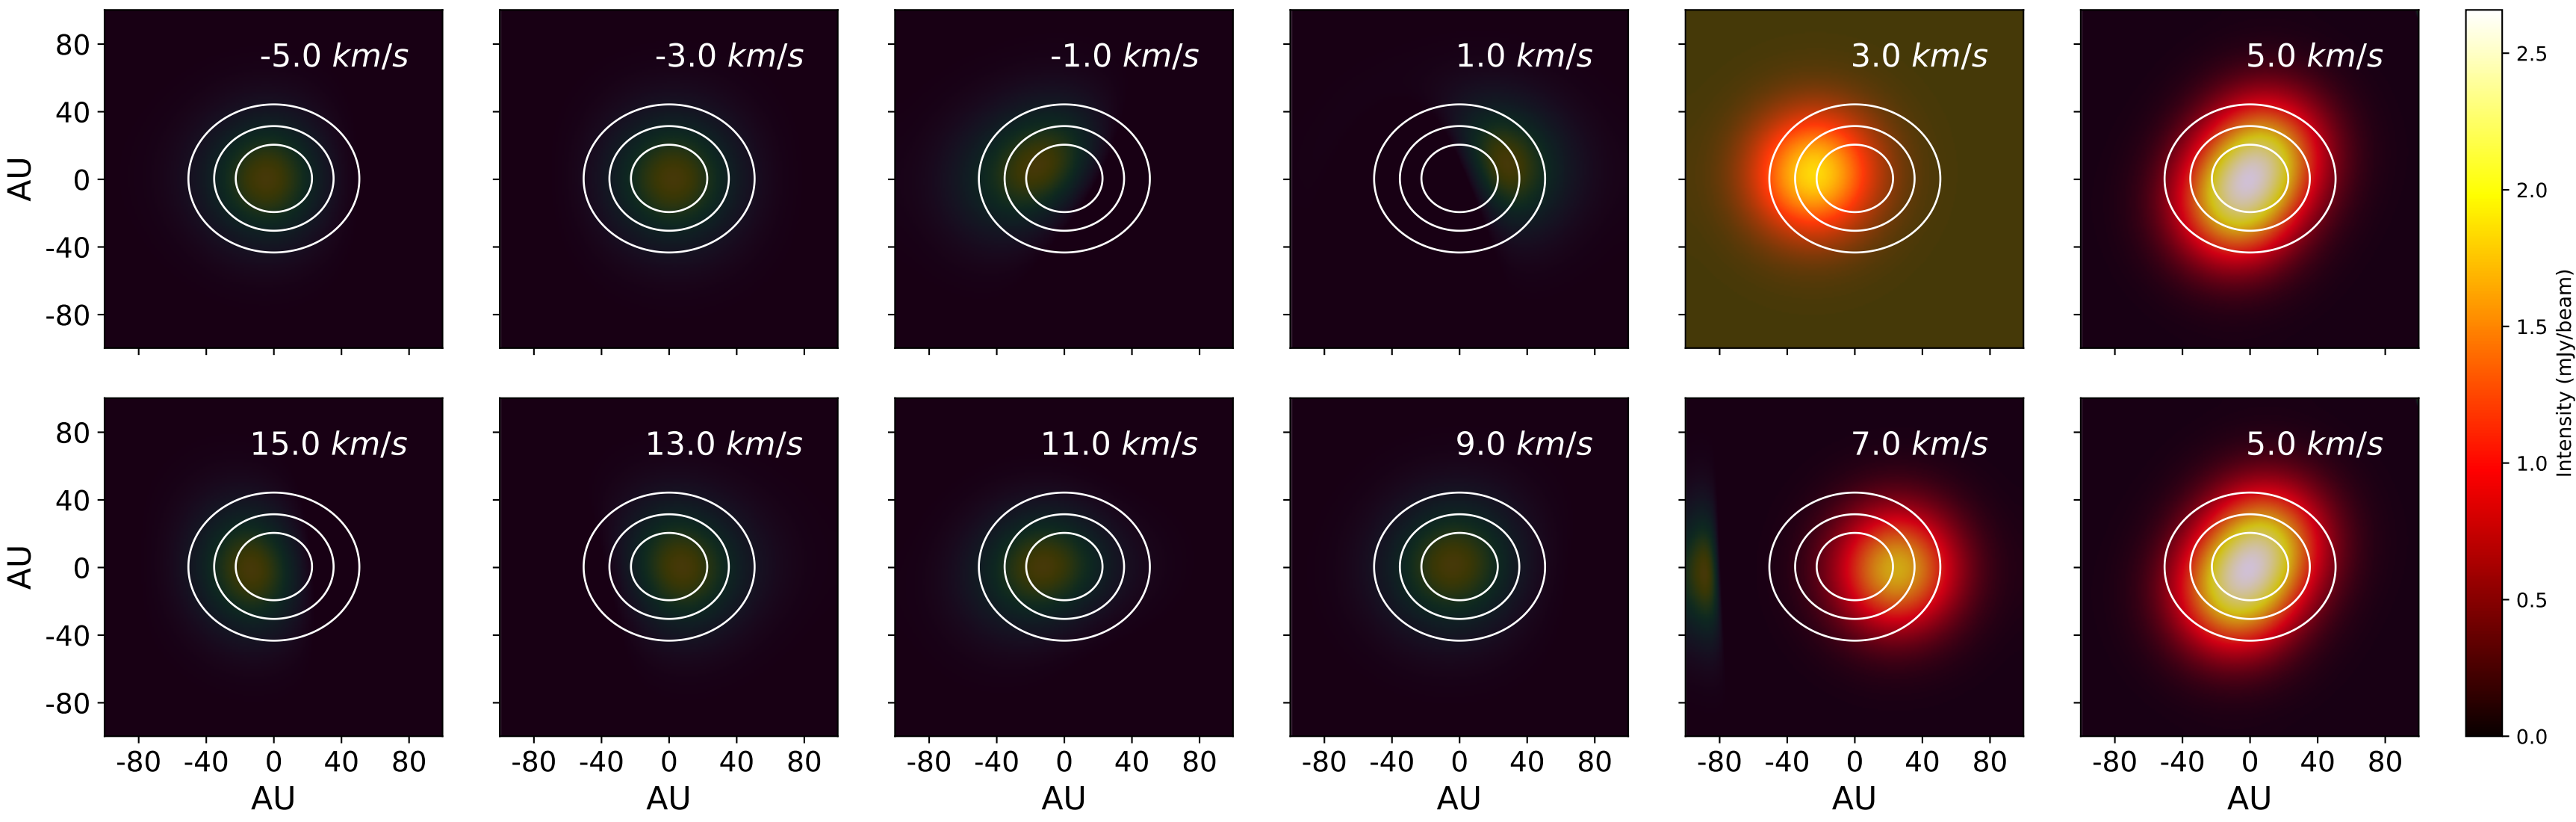 -5.0 km/s
-3.0 km/s
-1.0 km/s
1.0 km/s
3.0 km/s
5.0 km/s
80
40
0
-40
-80
AU
15.0 km/s
13.0 km/s
11.0 km/s
9.0 km/s
7.0 km/s
5.0 km/s
80
40
0
-40
-80
AU
-80 -40 0 40 80
-80 -40 0 40 80
-80 -40 0 40 80
-80 -40 0 40 80
-80 -40 0 40 80
-80 -40 0 40 80
AU
AU
AU
AU
AU
AU
2.5
2.0
1.5
1.0
0.5
0.0
Intensity (mJy/beam)